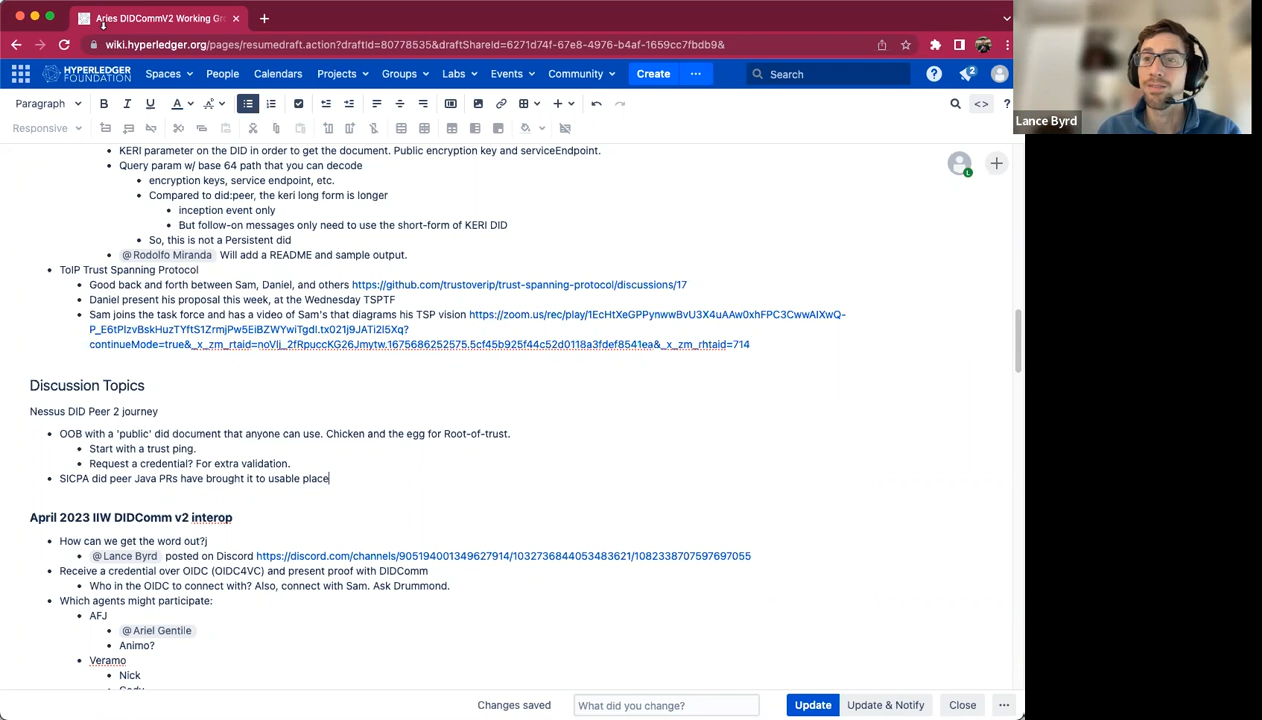 Aries DIDCommV2 Working Gr
wiki.hyperledger.org/pages/resumedraft.action?draftId=80778535&draftShareId=6271d74f-67e8-4976-b4af-1659cc7fbdb9&
HYPERLEDGER FOUNDATION Spaces People Calendars Projects Groups Labs Events Community Create ... Search ? 2
Paragraph B I U A <> ?
Lance Byrd
Responsive
KERI parameter on the DID in order to get the document. Public encryption key and serviceEndpoint.
Query param w/ base 64 path that you can decode
encryption keys, service endpoint, etc.
Compared to did:peer, the keri long form is longer
inception event only
But follow-on messages only need to use the short-form of KERI DID
So, this is not a Persistent did
@Rodolfo Miranda Will add a README and sample output.
ToIP Trust Spanning Protocol
Good back and forth between Sam, Daniel, and others https://github.com/trustoverip/trust-spanning-protocol/discussions/17
Daniel present his proposal this week, at the Wednesday TSPTF
Sam joins the task force and has a video of Sam's that diagrams his TSP vision https://zoom.us/rec/play/1EcHtXeGPPynwwBvU3X4uAAw0xhFPC3CwwAIXwQ-
continueMode=true&_x_zm_rtaid=noVIj_2fRpuccKG26Jmytw.1675686252575.5cf45b925f44c52d0118a3fdef8541ea&_x_zm_rhtaid=714
Discussion Topics
Nessus DID Peer 2 journey
OOB with a 'public' did document that anyone can use. Chicken and the egg for Root-of-trust.
Start with a trust ping.
Request a credential? For extra validation.
SICPA did peer Java PRs have brought it to usable place
April 2023 IIW DIDComm v2 interop
How can we get the word out?j
@Lance Byrd posted on Discord https://discord.com/channels/905194001349627914/1032736844053483621/1082338707597697055
Receive a credential over OIDC (OIDC4VC) and present proof with DIDComm
Who in the OIDC to connect with? Also, connect with Sam. Ask Drummond.
Which agents might participate:
AFJ
@Ariel Gentile
Animo?
Veramo
Nick
Changes saved What did you change? Update Update & Notify Close ...